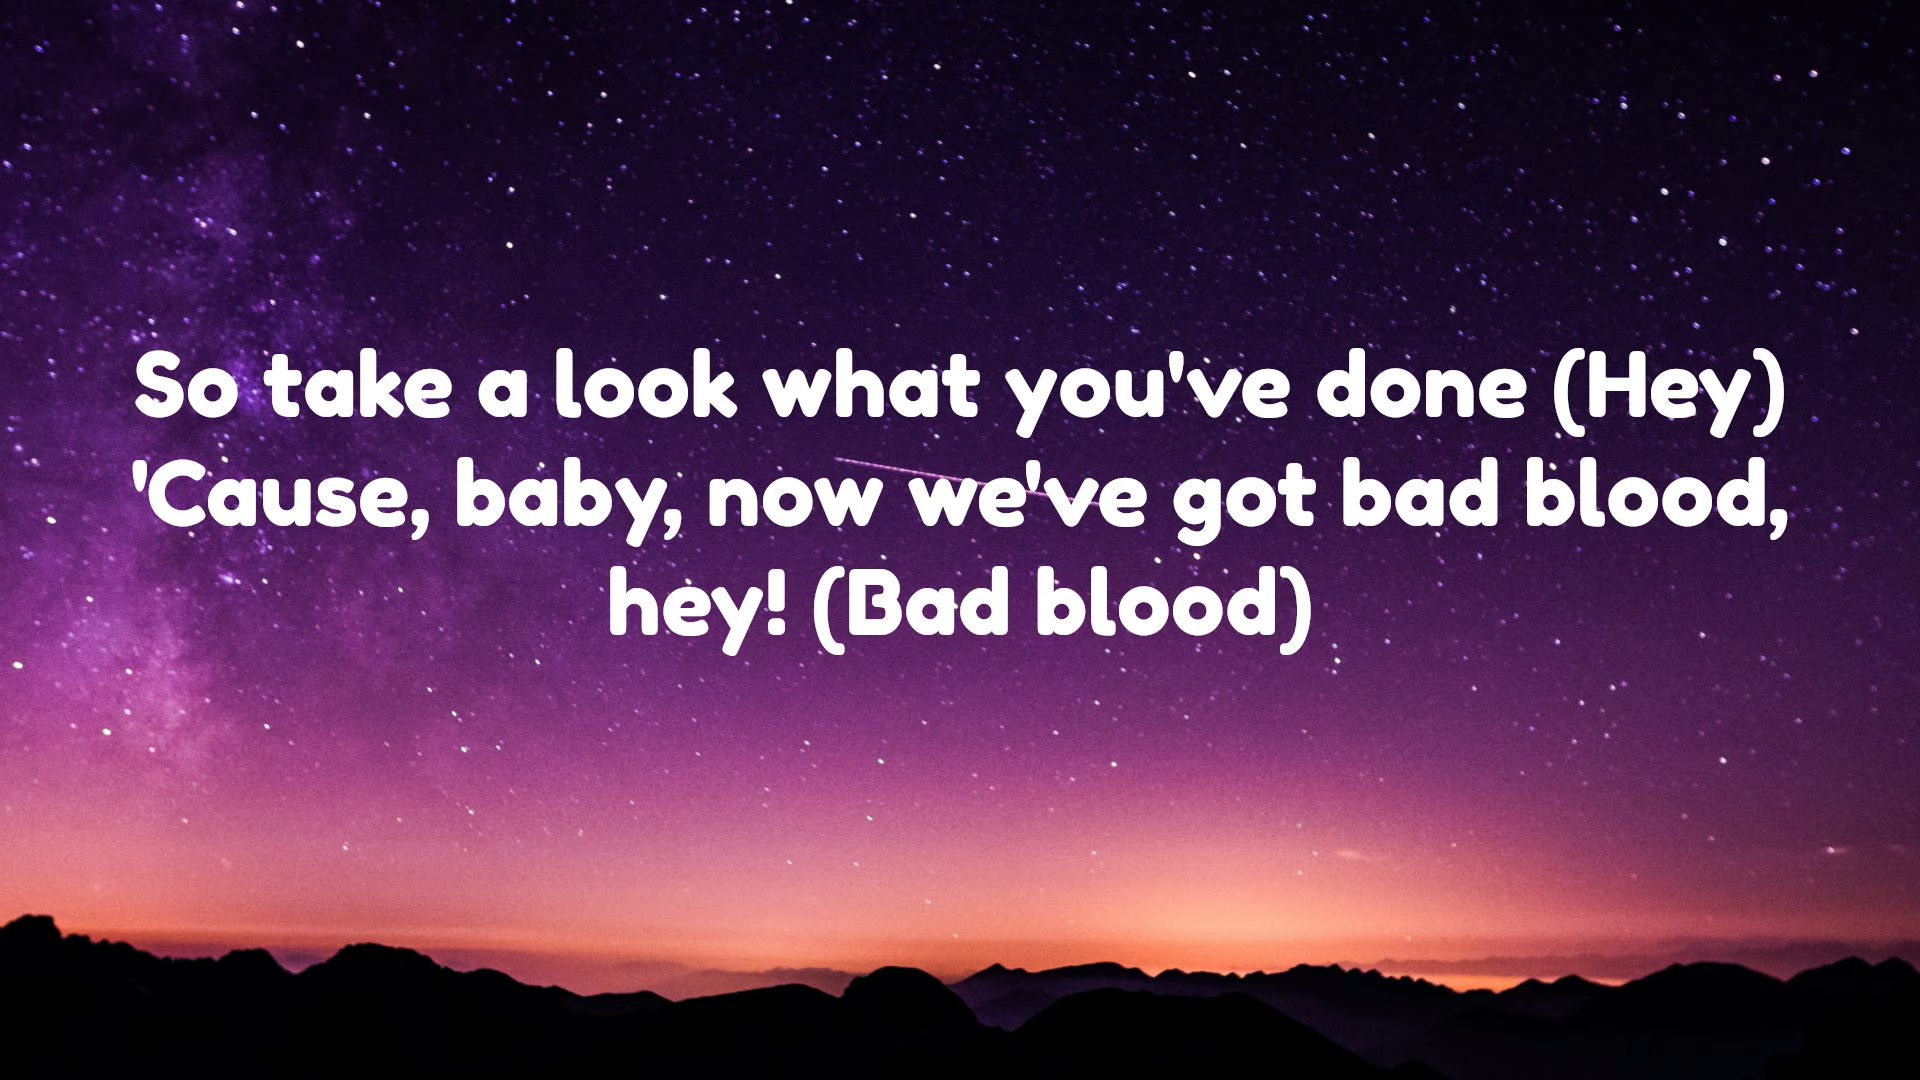 So take a look what you've done (Hey)
'Cause, baby, now we've got bad blood,
hey! (Bad blood)